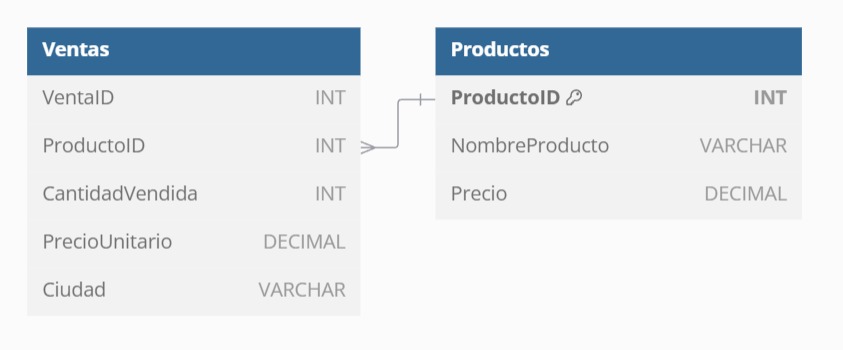 Ventas
VentaID INT
ProductoID INT
CantidadVendida INT
PrecioUnitario DECIMAL
Ciudad VARCHAR
Productos
ProductoID INT
NombreProducto VARCHAR
Precio DECIMAL